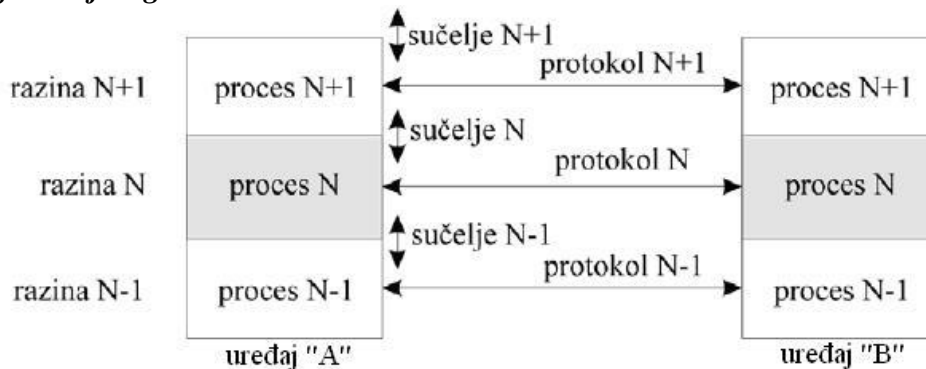 sučelje N+1
razina N+1 proces N+1 protokol N+1 proces N+1
sučelje N
razina N proces N protokol N proces N
sučelje N-1
razina N-1 proces N-1 protokol N-1 proces N-1
uređaj "A" uređaj "B"